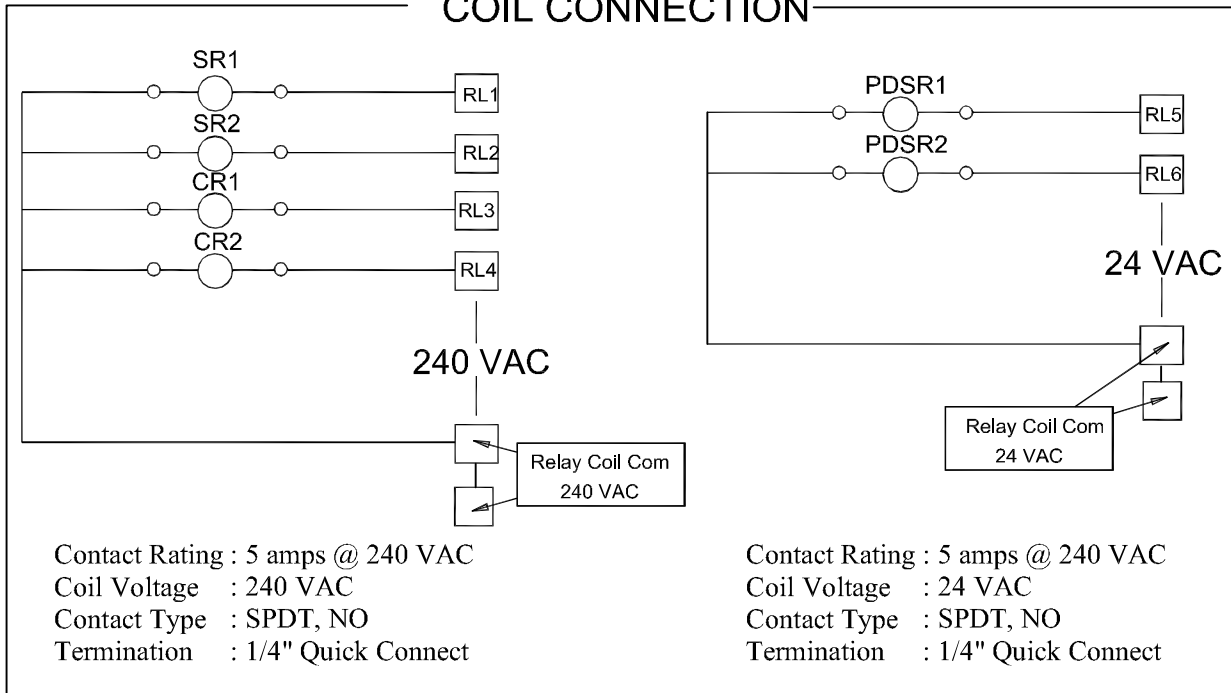 COIL CONNECTION
SR1
RL1
SR2
RL2
CR1
RL3
CR2
RL4
240 VAC
Relay Coil Com
240 VAC
Contact Rating : 5 amps @ 240 VAC
Coil Voltage : 240 VAC
Contact Type : SPDT, NO
Termination : 1/4" Quick Connect
PDSR1
RL5
PDSR2
RL6
24 VAC
Relay Coil Com
24 VAC
Contact Rating : 5 amps @ 240 VAC
Coil Voltage : 24 VAC
Contact Type : SPDT, NO
Termination : 1/4" Quick Connect